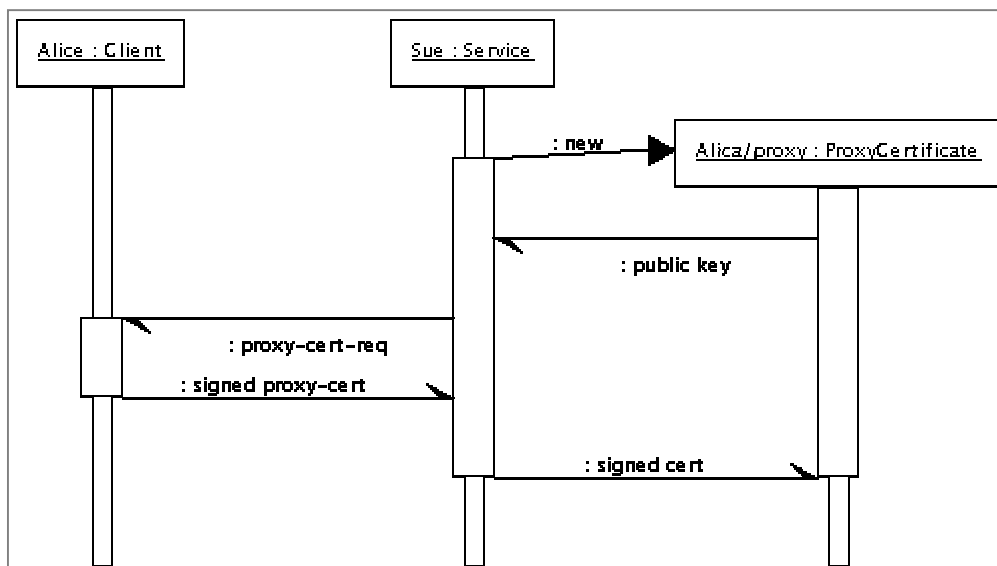 Alice : Client
Sue : Service
: new
Alica/proxy : ProxyCertificate
: public key
: proxy-cert-req
: signed proxy-cert
: signed cert